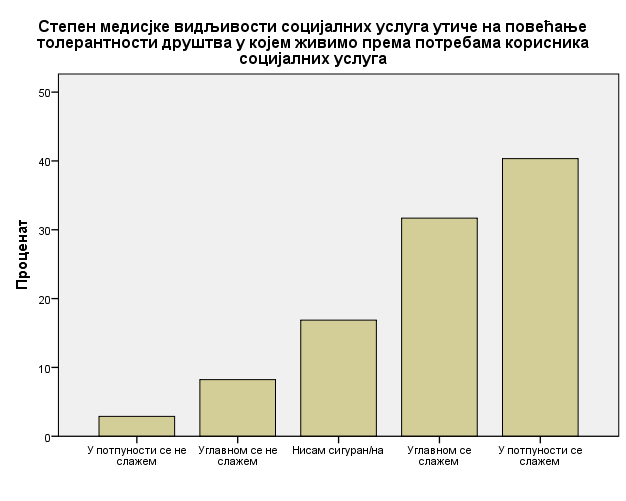 Степен медисјке видљивости социјалних услуга утиче на повећање
толерантности друштва у којем живимо према потребама корисника
социјалних услуга
50
40
30
20
10
0
Проценат
У потпуности се не
слажем
Углавном се не
слажем
Нисам сигуран/на
Углавном се
слажем
У потпуности се
слажем